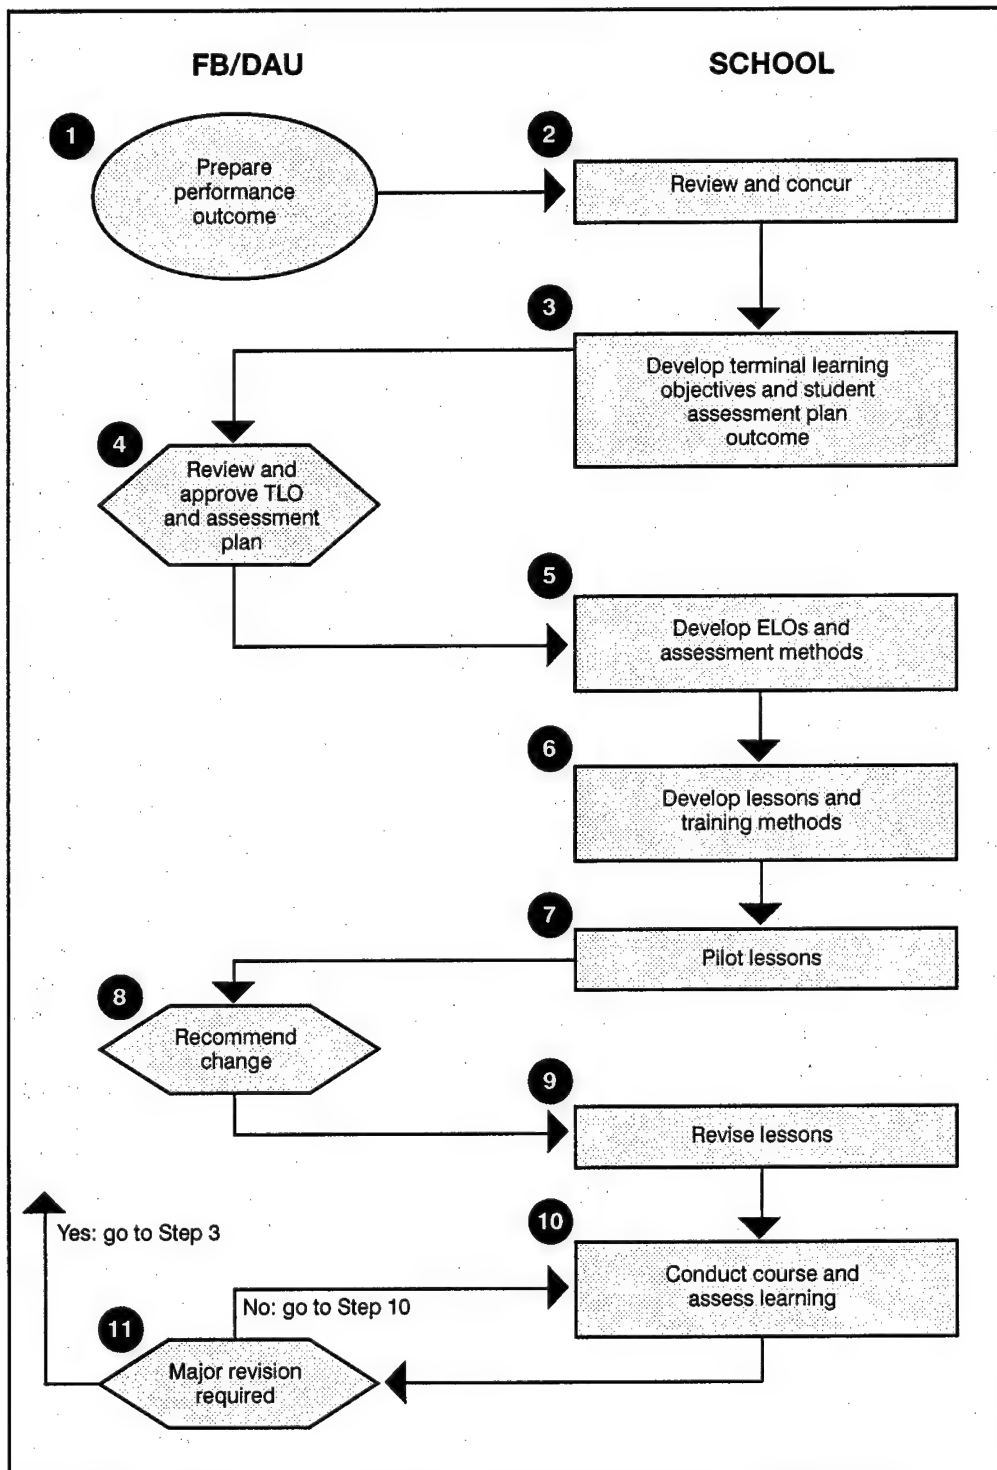 FB/DAU
SCHOOL
1
Prepare
performance
outcome
2
Review and concur
3
Develop terminal learning
objectives and student
assessment plan
outcome
4
Review and
approve TLO
and assessment
plan
5
Develop ELOs and
assessment methods
6
Develop lessons and
training methods
7
Pilot lessons
8
Recommend
change
9
Revise lessons
10
Conduct course and
assess learning
Yes: go to Step 3
No: go to Step 10
11
Major revision
required